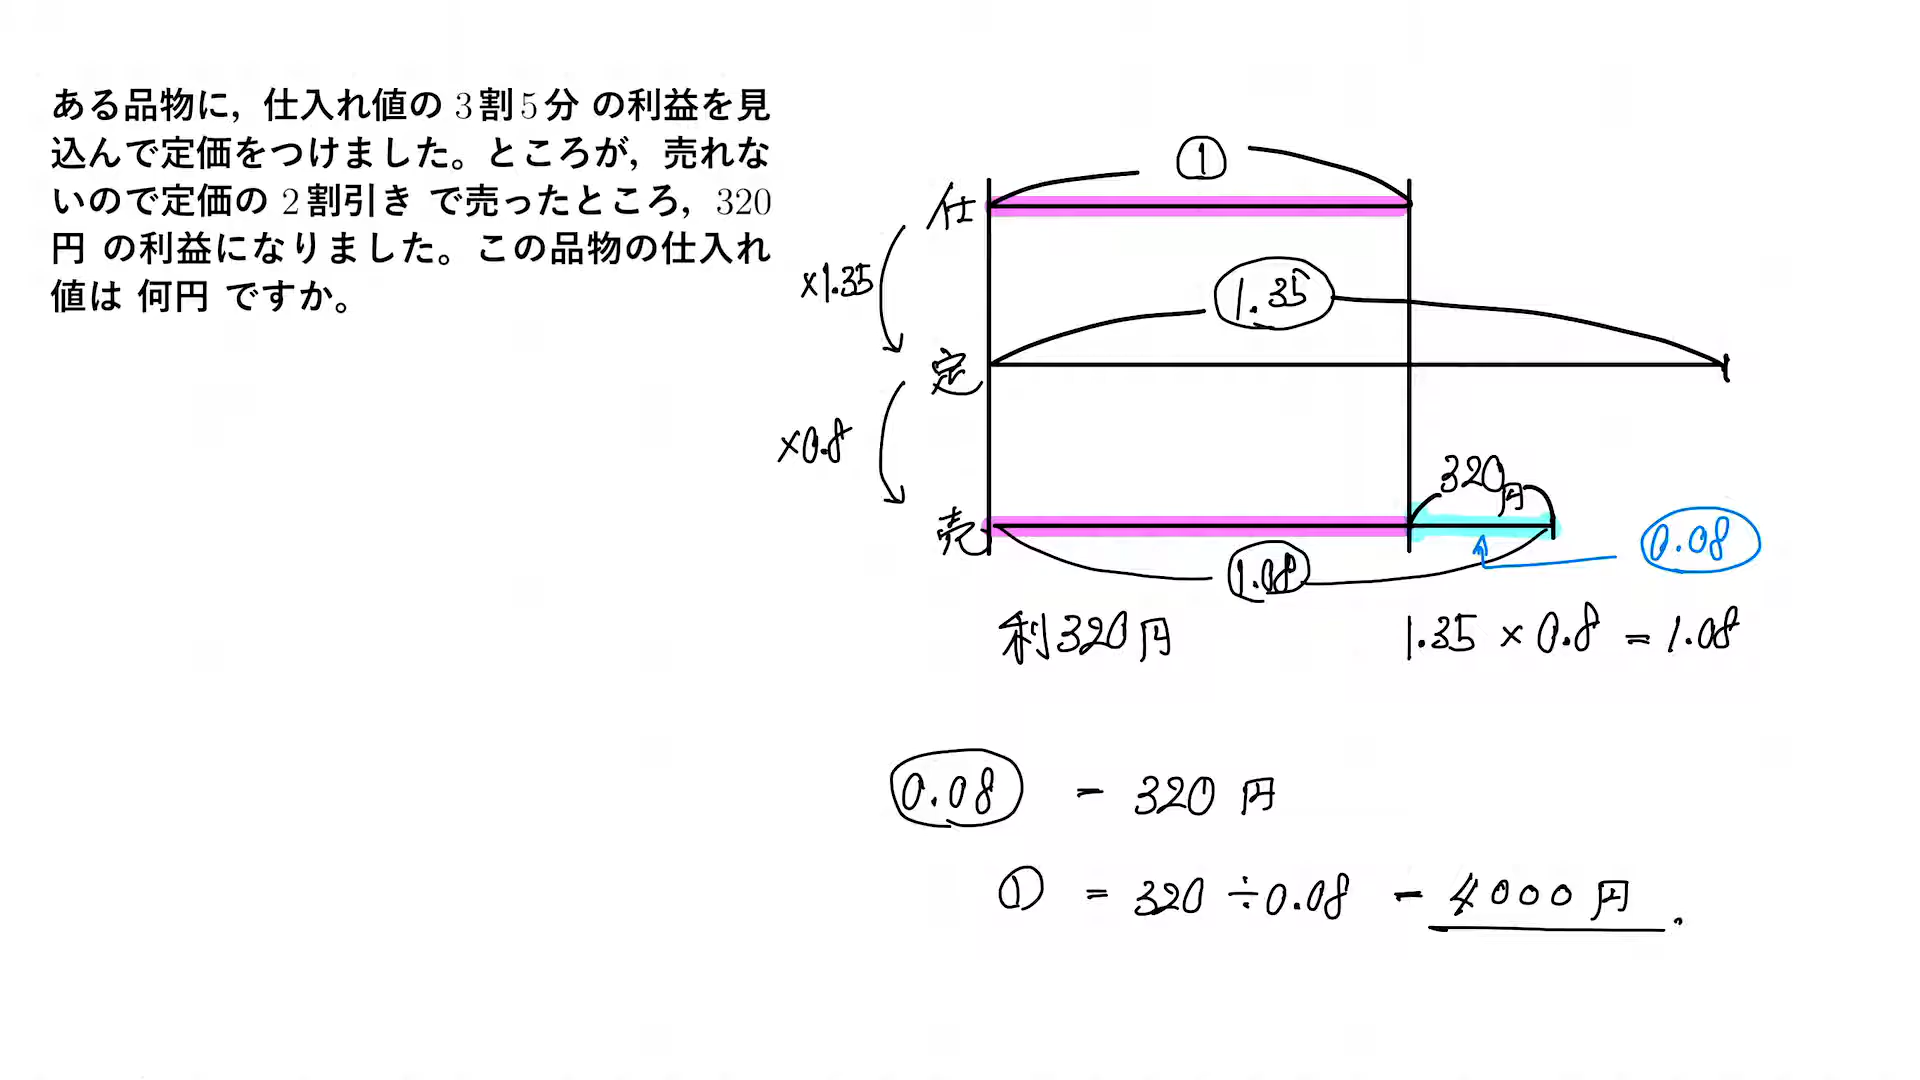 ある品物に，仕入れ値の 3割5分 の利益を見
込んで定価をつけました。ところが，売れな
いので定価の 2割引き で売ったところ，320
円 の利益になりました。この品物の仕入れ
値は 何円 ですか。
①
仕
×1.35
1.35
定
×0.8
320円
売
0.08
1.08
利320円
1.35 × 0.8 = 1.08
0.08 = 320 円
① = 320 ÷ 0.08 = 4000円.